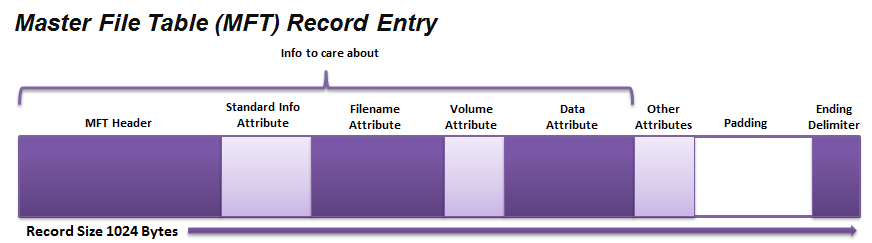 Master File Table (MFT) Record Entry
Info to care about
MFT Header
Standard Info
Attribute
Filename
Attribute
Volume
Attribute
Data
Attribute
Other
Attributes
Padding
Ending
Delimiter
Record Size 1024 Bytes